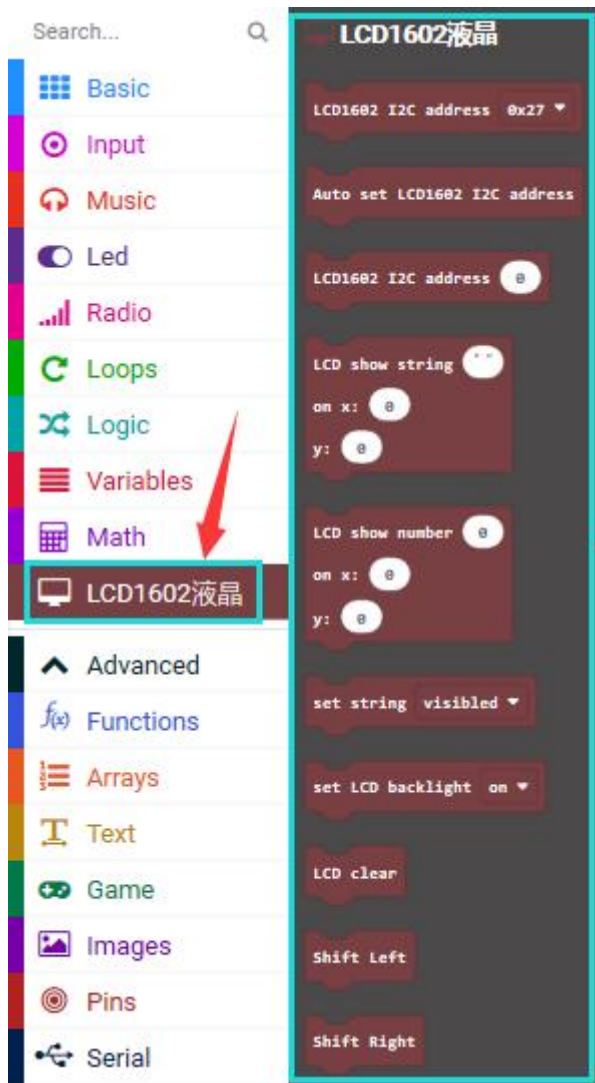 Search...
Basic
Input
Music
Led
Radio
Loops
Logic
Variables
Math
LCD1602液晶
Advanced
f(x) Functions
Arrays
Text
Game
Images
Pins
Serial
LCD1602液晶
LCD1602 I2C address 0x27
Auto set LCD1602 I2C address
LCD1602 I2C address 0
LCD show string " "
on x: 0
y: 0
LCD show number 0
on x: 0
y: 0
set string visibled
set LCD backlight on
LCD clear
Shift Left
Shift Right